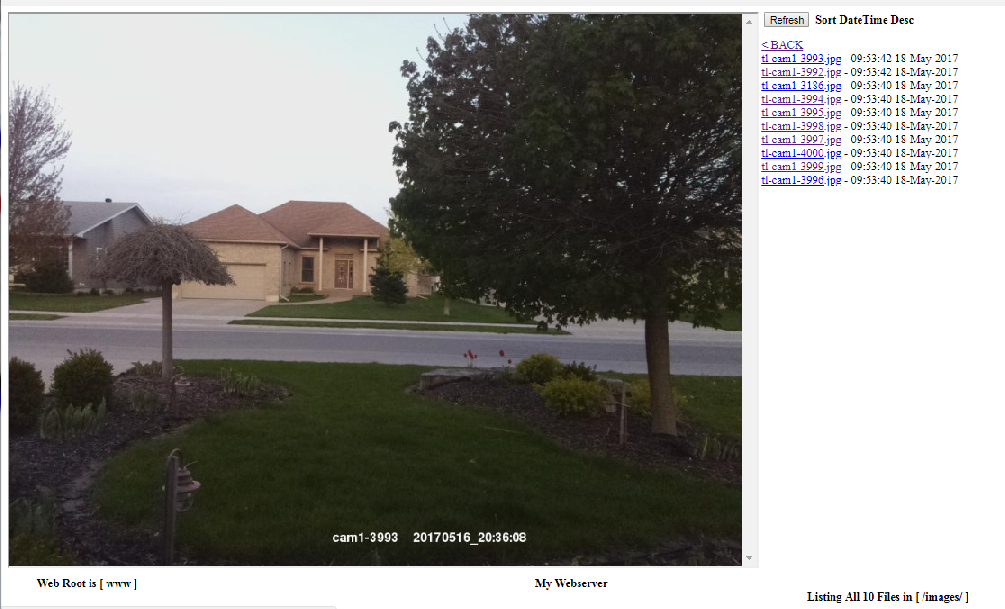 Refresh Sort DateTime Desc
< BACK
tl-cam1-3993.jpg - 09:53:42 18-May-2017
tl-cam1-3992.jpg - 09:53:42 18-May-2017
tl-cam1-3186.jpg - 09:53:40 18-May-2017
tl-cam1-3994.jpg - 09:53:40 18-May-2017
tl-cam1-3995.jpg - 09:53:40 18-May-2017
tl-cam1-3998.jpg - 09:53:40 18-May-2017
tl-cam1-3997.jpg - 09:53:40 18-May-2017
tl-cam1-4000.jpg - 09:53:40 18-May-2017
tl-cam1-3999.jpg - 09:53:40 18-May-2017
tl-cam1-3996.jpg - 09:53:40 18-May-2017
cam1-3993 20170516_20:36:08
Web Root is [ www ]
My Webserver
Listing All 10 Files in [ /images/ ]